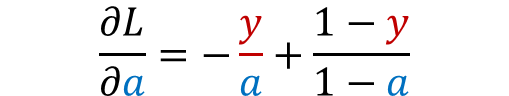 ∂L/∂a = −y/a + (1 − y)/(1 − a)